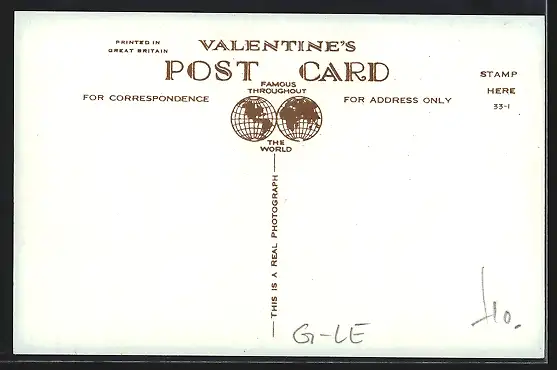 PRINTED IN
GREAT BRITAIN
VALENTINE'S
POST CARD
FAMOUS
THROUGHOUT
THE
WORLD
FOR CORRESPONDENCE
FOR ADDRESS ONLY
STAMP
HERE
33-1
THIS IS A REAL PHOTOGRAPH
G-LE
10.